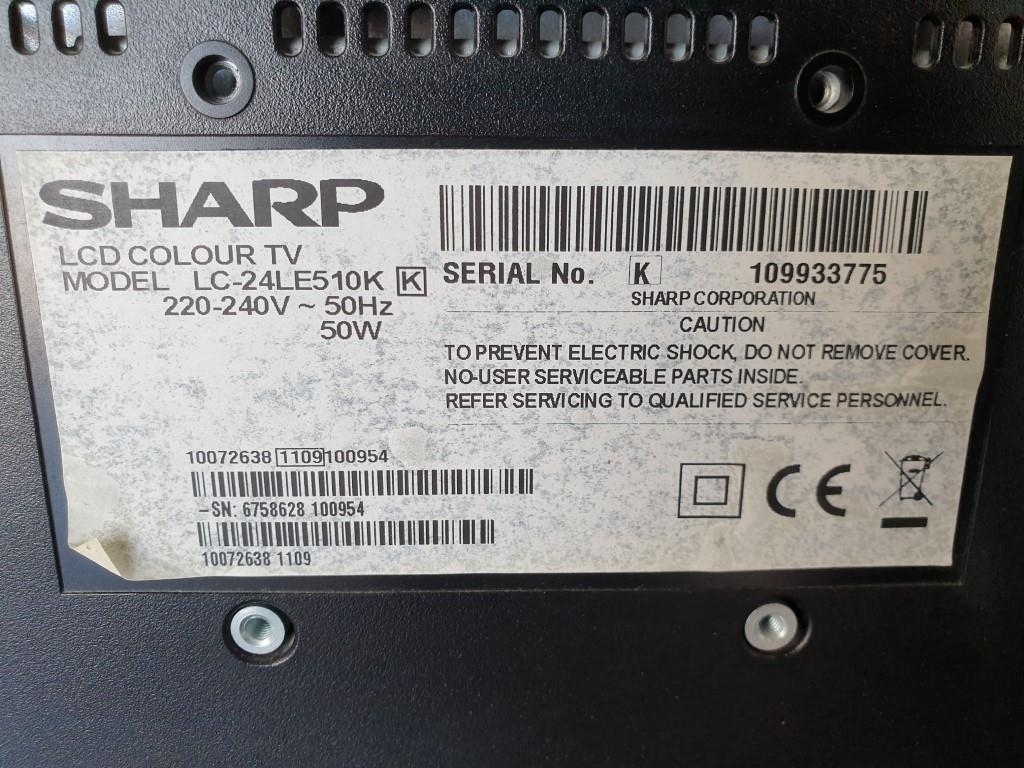 SHARP
LCD COLOUR TV
MODEL LC-24LE510K K
220-240V ~ 50Hz
50W
SERIAL No. K 109933775
SHARP CORPORATION
CAUTION
TO PREVENT ELECTRIC SHOCK, DO NOT REMOVE COVER.
NO-USER SERVICEABLE PARTS INSIDE.
REFER SERVICING TO QUALIFIED SERVICE PERSONNEL.
10072638 1109 100954
-SN: 6758628 100954
10072638 1109
CE